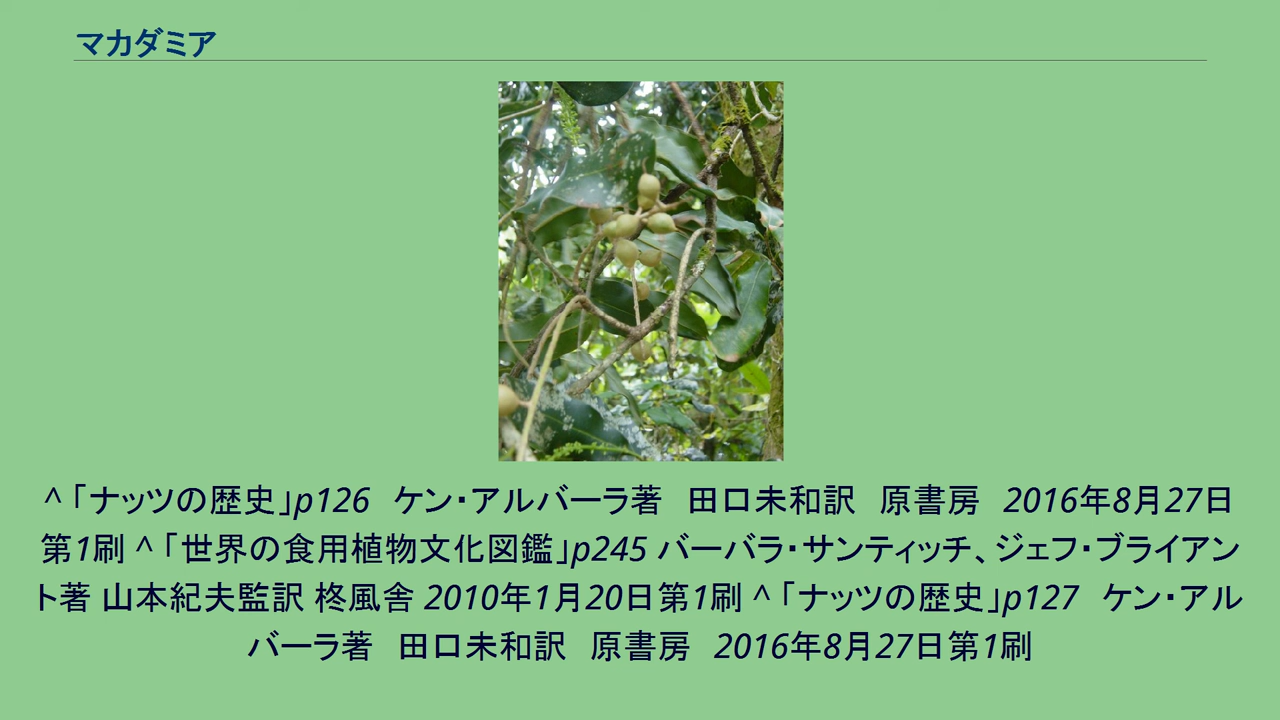 マカダミア
^「ナッツの歴史」p126　ケン・アルバーラ著　田口未和訳　原書房　2016年8月27日
第1刷 ^「世界の食用植物文化図鑑」p245 バーバラ・サンティッチ、ジェフ・ブライアン
ト著 山本紀夫監訳 柊風舎 2010年1月20日第1刷 ^「ナッツの歴史」p127　ケン・アル
バーラ著　田口未和訳　原書房　2016年8月27日第1刷